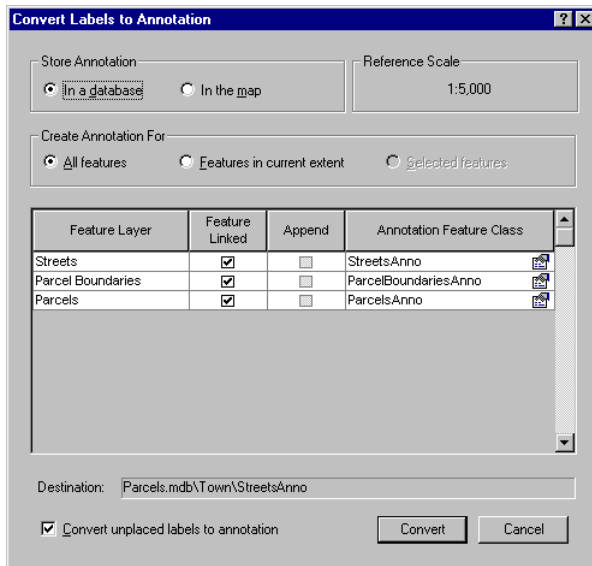 Convert Labels to Annotation
Store Annotation
In a database
In the map
Reference Scale
1:5,000
Create Annotation For
All features
Features in current extent
Selected features
Feature Layer
Feature Linked
Append
Annotation Feature Class
Streets
StreetsAnno
Parcel Boundaries
ParcelBoundariesAnno
Parcels
ParcelsAnno
Destination:
Parcels.mdb\Town\StreetsAnno
Convert unplaced labels to annotation
Convert
Cancel